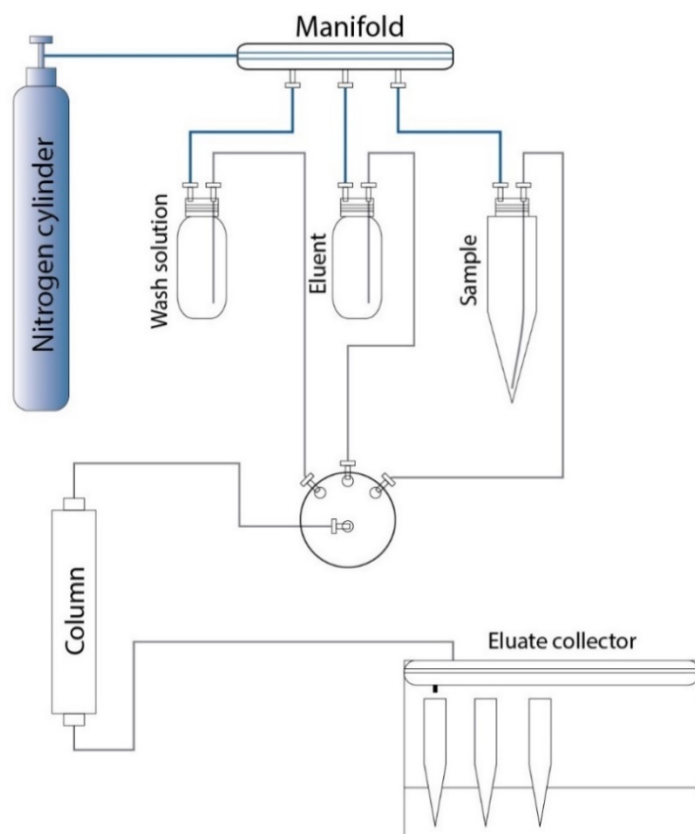 Manifold
Nitrogen cylinder
Wash solution
Eluent
Sample
Column
Eluate collector